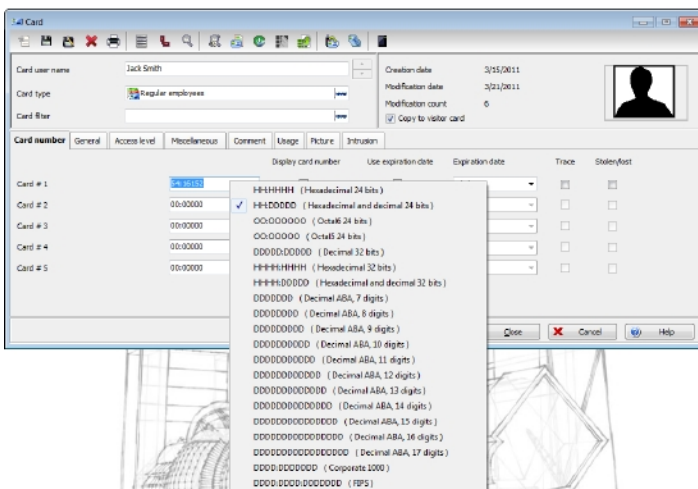 Card
Card user name
Jack Smith
Creation date 3/15/2011
Card type
Regular employees
Modification date 3/21/2011
Modification count 6
Card filter
Copy to visitor card
Card number General Access level Miscellaneous Comment Usage Picture Intrusion
Display card number Use expiration date Expiration date Trace Stolen/lost
Card # 1
Card # 2 00:00000
Card # 3 00:00000
Card # 4 00:00000
Card # 5 00:00000
HH:HHHH (Hexadecimal 24 bits)
HH:DDDDD (Hexadecimal and decimal 24 bits)
OO:OOOOOO (Octal6 24 bits)
OO:OOOOO (Octal5 24 bits)
DDDDD:DDDDD (Decimal 32 bits)
HHHH:HHHH (Hexadecimal 32 bits)
HHHH:DDDDD (Hexadecimal and decimal 32 bits)
DDDDDDD (Decimal ABA, 7 digits)
DDDDDDDD (Decimal ABA, 8 digits)
DDDDDDDDD (Decimal ABA, 9 digits)
DDDDDDDDDD (Decimal ABA, 10 digits)
DDDDDDDDDDD (Decimal ABA, 11 digits)
DDDDDDDDDDDD (Decimal ABA, 12 digits)
DDDDDDDDDDDDD (Decimal ABA, 13 digits)
DDDDDDDDDDDDDD (Decimal ABA, 14 digits)
DDDDDDDDDDDDDDD (Decimal ABA, 15 digits)
DDDDDDDDDDDDDDDD (Decimal ABA, 16 digits)
DDDDDDDDDDDDDDDDD (Decimal ABA, 17 digits)
DDDD:DDDDDDD (Corporate 1000)
DDDD:DDDD:DDDDDDD (FIPS)
Close Cancel Help